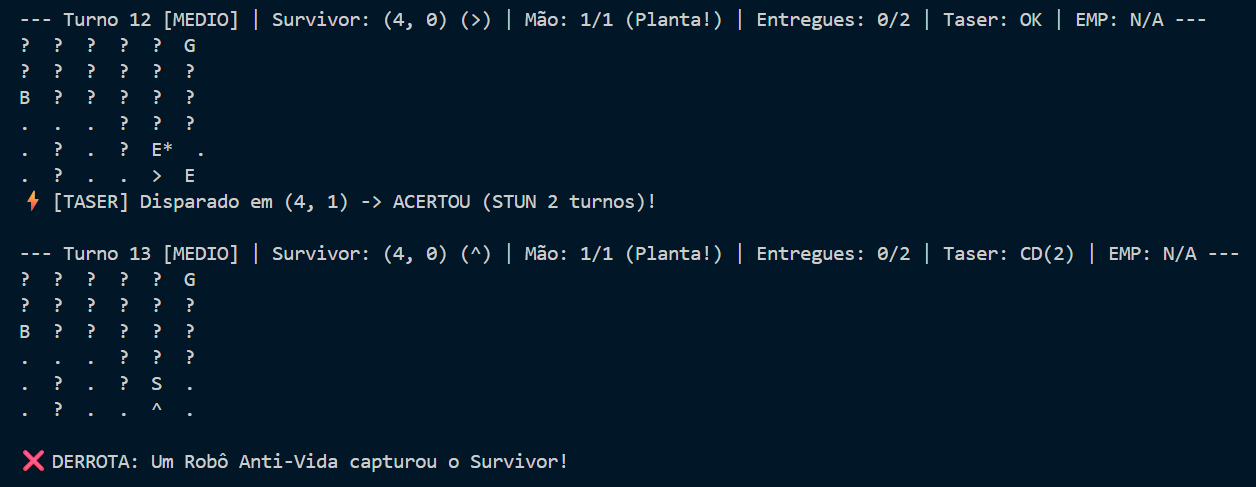 --- Turno 12 [MEDIO] | Survivor: (4, 0) (>) | Mão: 1/1 (Planta!) | Entregues: 0/2 | Taser: OK | EMP: N/A ---
?  ?  ?  ?  ?  G
?  ?  ?  ?  ?  ?
B  ?  ?  ?  ?  ?
.  .  .  ?  ?  ?
.  ?  .  ?  E*  .
.  ?  .  .  >  E
⚡ [TASER] Disparado em (4, 1) -> ACERTOU (STUN 2 turnos)!
--- Turno 13 [MEDIO] | Survivor: (4, 0) (^) | Mão: 1/1 (Planta!) | Entregues: 0/2 | Taser: CD(2) | EMP: N/A ---
?  ?  ?  ?  ?  G
?  ?  ?  ?  ?  ?
B  ?  ?  ?  ?  ?
.  .  .  ?  ?  ?
.  ?  .  ?  S  .
.  ?  .  .  ^  .
❌ DERROTA: Um Robô Anti-Vida capturou o Survivor!